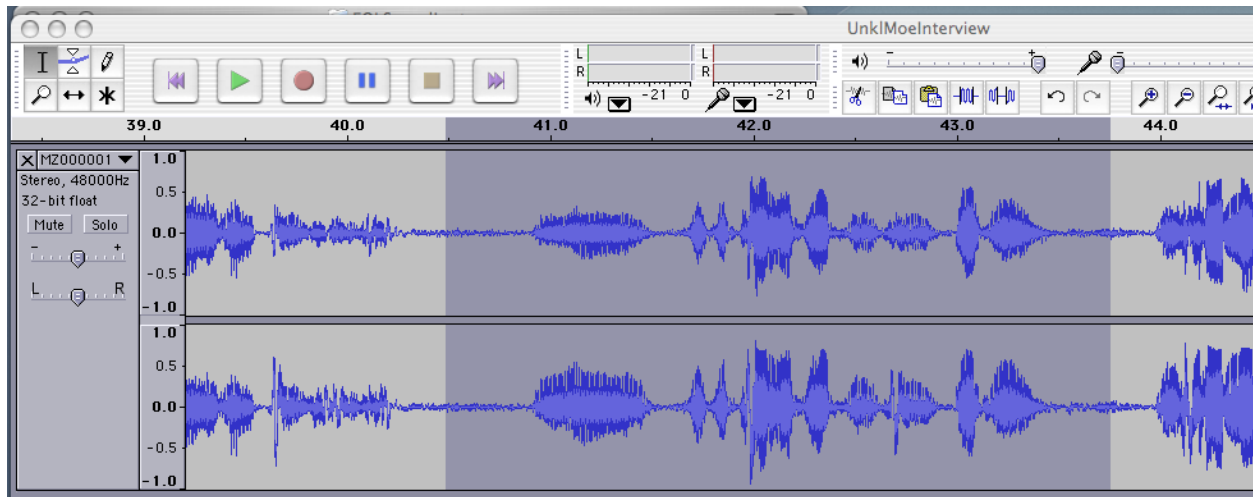 UnklMoeInterview
L
R
-21 0
L
R
-21 0
39.0 40.0 41.0 42.0 43.0 44.0
X MZ000001
Stereo, 48000Hz
32-bit float
Mute Solo
- +
L R
1.0
0.5
0.0
-0.5
-1.0
1.0
0.5
0.0
-0.5
-1.0